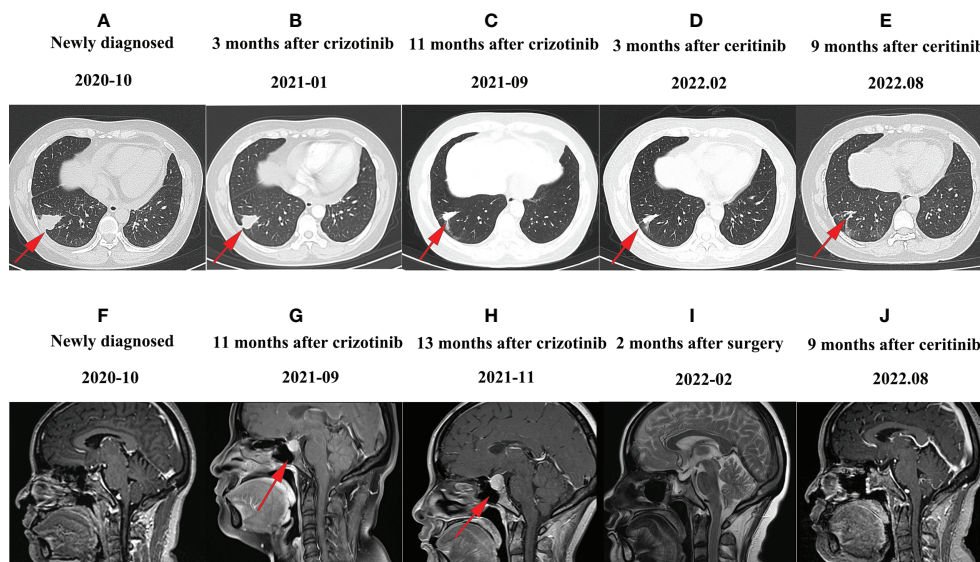 A
Newly diagnosed
2020-10
B
3 months after crizotinib
2021-01
C
11 months after crizotinib
2021-09
D
3 months after ceritinib
2022.02
E
9 months after ceritinib
2022.08
F
Newly diagnosed
2020-10
G
11 months after crizotinib
2021-09
H
13 months after crizotinib
2021-11
I
2 months after surgery
2022-02
J
9 months after ceritinib
2022.08